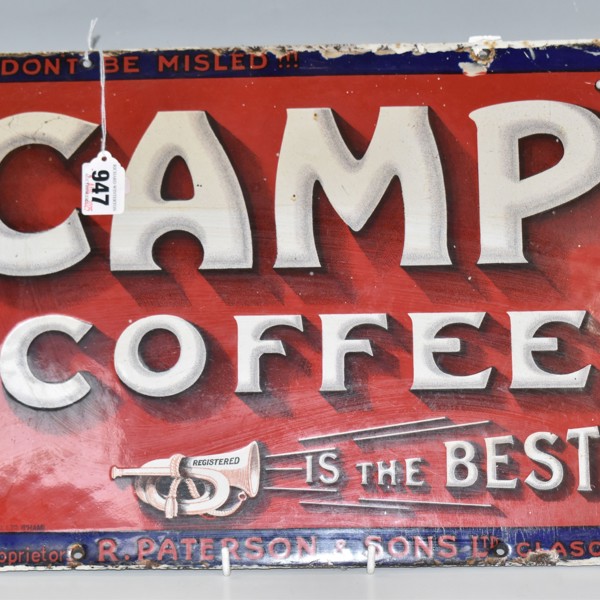 DONT BE MISLED!!!
CAMP
947
COFFEE
REGISTERED
IS THE BEST
R. PATERSON & SONS LTD